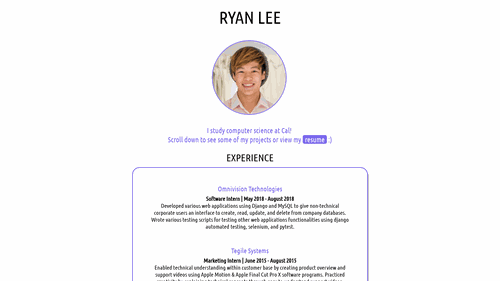 RYAN LEE
I study computer science at Cal!
Scroll down to see some of my projects or view my resume :)
EXPERIENCE
Omnivision Technologies
Software Intern | May 2018 - August 2018
Developed various web applications using Django and MySQL to give non-technical
corporate users an interface to create, read, update, and delete from company databases.
Wrote various testing scripts for testing other web applications functionalities using django
automated testing, selenium, and pytest.
Tegile Systems
Marketing Intern | June 2015 - August 2015
Enabled technical understanding within customer base by creating product overview and
support videos using Apple Motion & Apple Final Cut Pro X software programs. Practiced